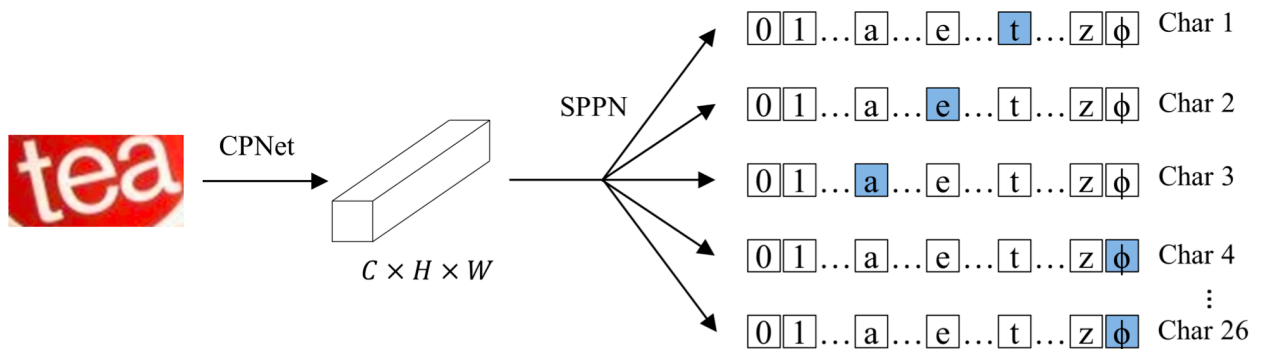 0 1 ... a ... e ... t ... z ϕ Char 1
SPPN
0 1 ... a ... e ... t ... z ϕ Char 2
tea
CPNet
0 1 ... a ... e ... t ... z ϕ Char 3
C × H × W
0 1 ... a ... e ... t ... z ϕ Char 4
⋮
0 1 ... a ... e ... t ... z ϕ Char 26